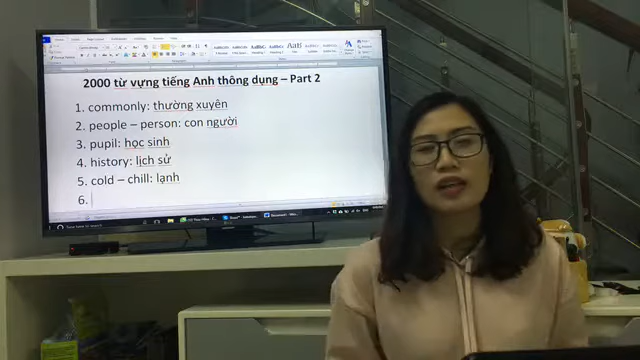 2000 từ vựng tiếng Anh thông dụng – Part 2
1. commonly: thường xuyên
2. people – person: con người
3. pupil: học sinh
4. history: lịch sử
5. cold – chill: lạnh
6.